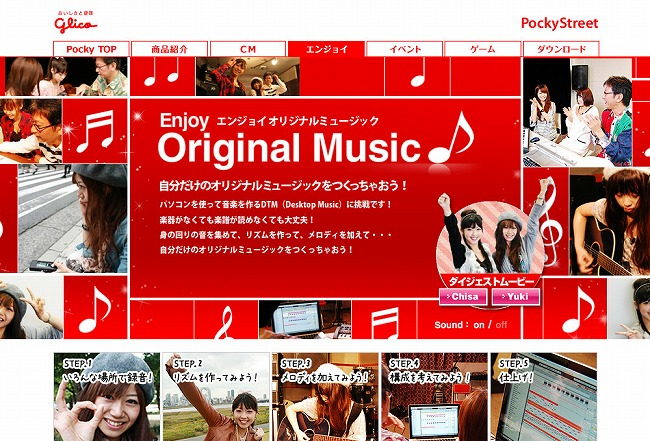 おいしさと健康
Glico
PockyStreet
Pocky TOP
商品紹介
CM
エンジョイ
イベント
ゲーム
ダウンロード
Enjoy エンジョイ オリジナルミュージック
Original Music
自分だけのオリジナルミュージックをつくっちゃおう！
パソコンを使って音楽を作るDTM（Desktop Music）に挑戦です！
楽器がなくても楽譜が読めなくても大丈夫！
身の回りの音を集めて、リズムを作って、メロディを加えて・・・
自分だけのオリジナルミュージックをつくっちゃおう！
ダイジェストムービー
Chisa
Yuki
Sound : on / off
STEP.1
いろんな場所で録音！
STEP.2
リズムを作ってみよう！
STEP.3
メロディを加えてみよう！
STEP.4
構成を考えてみよう！
STEP.5
仕上げ！